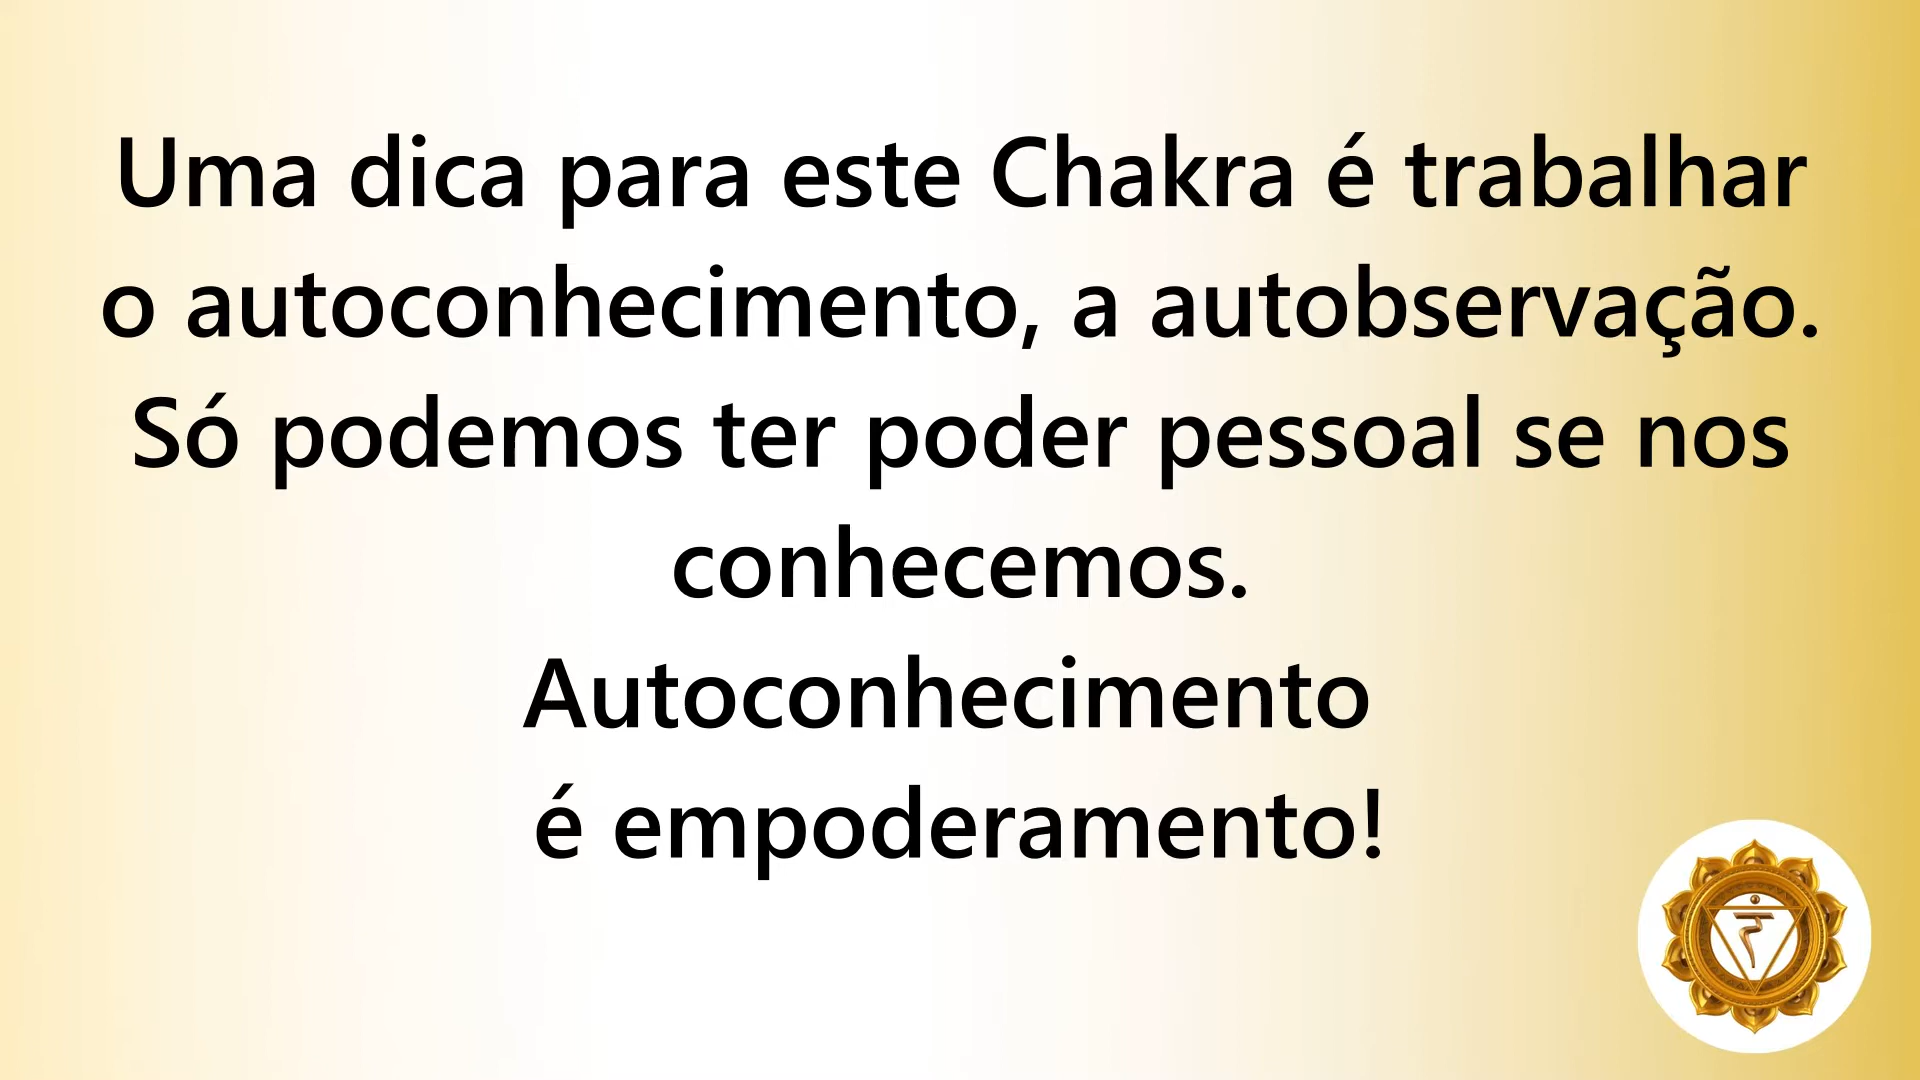 Uma dica para este Chakra é trabalhar
o autoconhecimento, a autobservação.
Só podemos ter poder pessoal se nos
conhecemos.
Autoconhecimento
é empoderamento!
रं